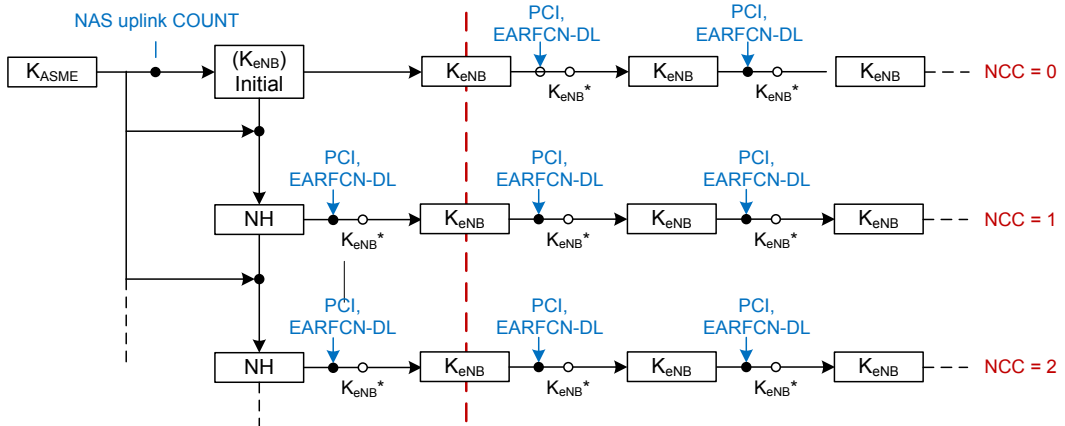 NAS uplink COUNT
PCI,
EARFCN-DL
PCI,
EARFCN-DL
KASME
(KeNB)
Initial
KeNB
KeNB
KeNB
NCC = 0
KeNB*
KeNB*
PCI,
EARFCN-DL
PCI,
EARFCN-DL
PCI,
EARFCN-DL
NH
KeNB
KeNB
KeNB
NCC = 1
KeNB*
KeNB*
KeNB*
PCI,
EARFCN-DL
PCI,
EARFCN-DL
PCI,
EARFCN-DL
NH
KeNB
KeNB
KeNB
NCC = 2
KeNB*
KeNB*
KeNB*